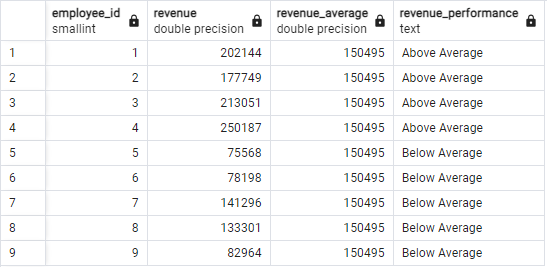 employee_id revenue revenue_average revenue_performance
smallint double precision double precision text
1 1 202144 150495 Above Average
2 2 177749 150495 Above Average
3 3 213051 150495 Above Average
4 4 250187 150495 Above Average
5 5 75568 150495 Below Average
6 6 78198 150495 Below Average
7 7 141296 150495 Below Average
8 8 133301 150495 Below Average
9 9 82964 150495 Below Average